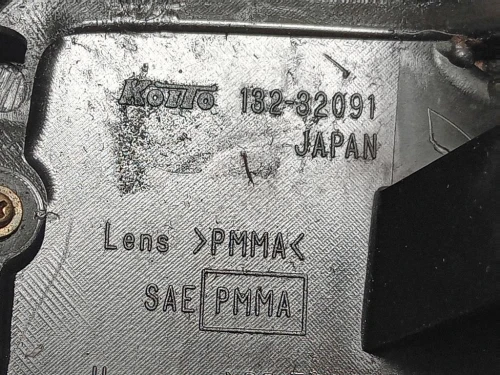 KOITO 132-32091
JAPAN
Lens >PMMA<
SAE PMMA